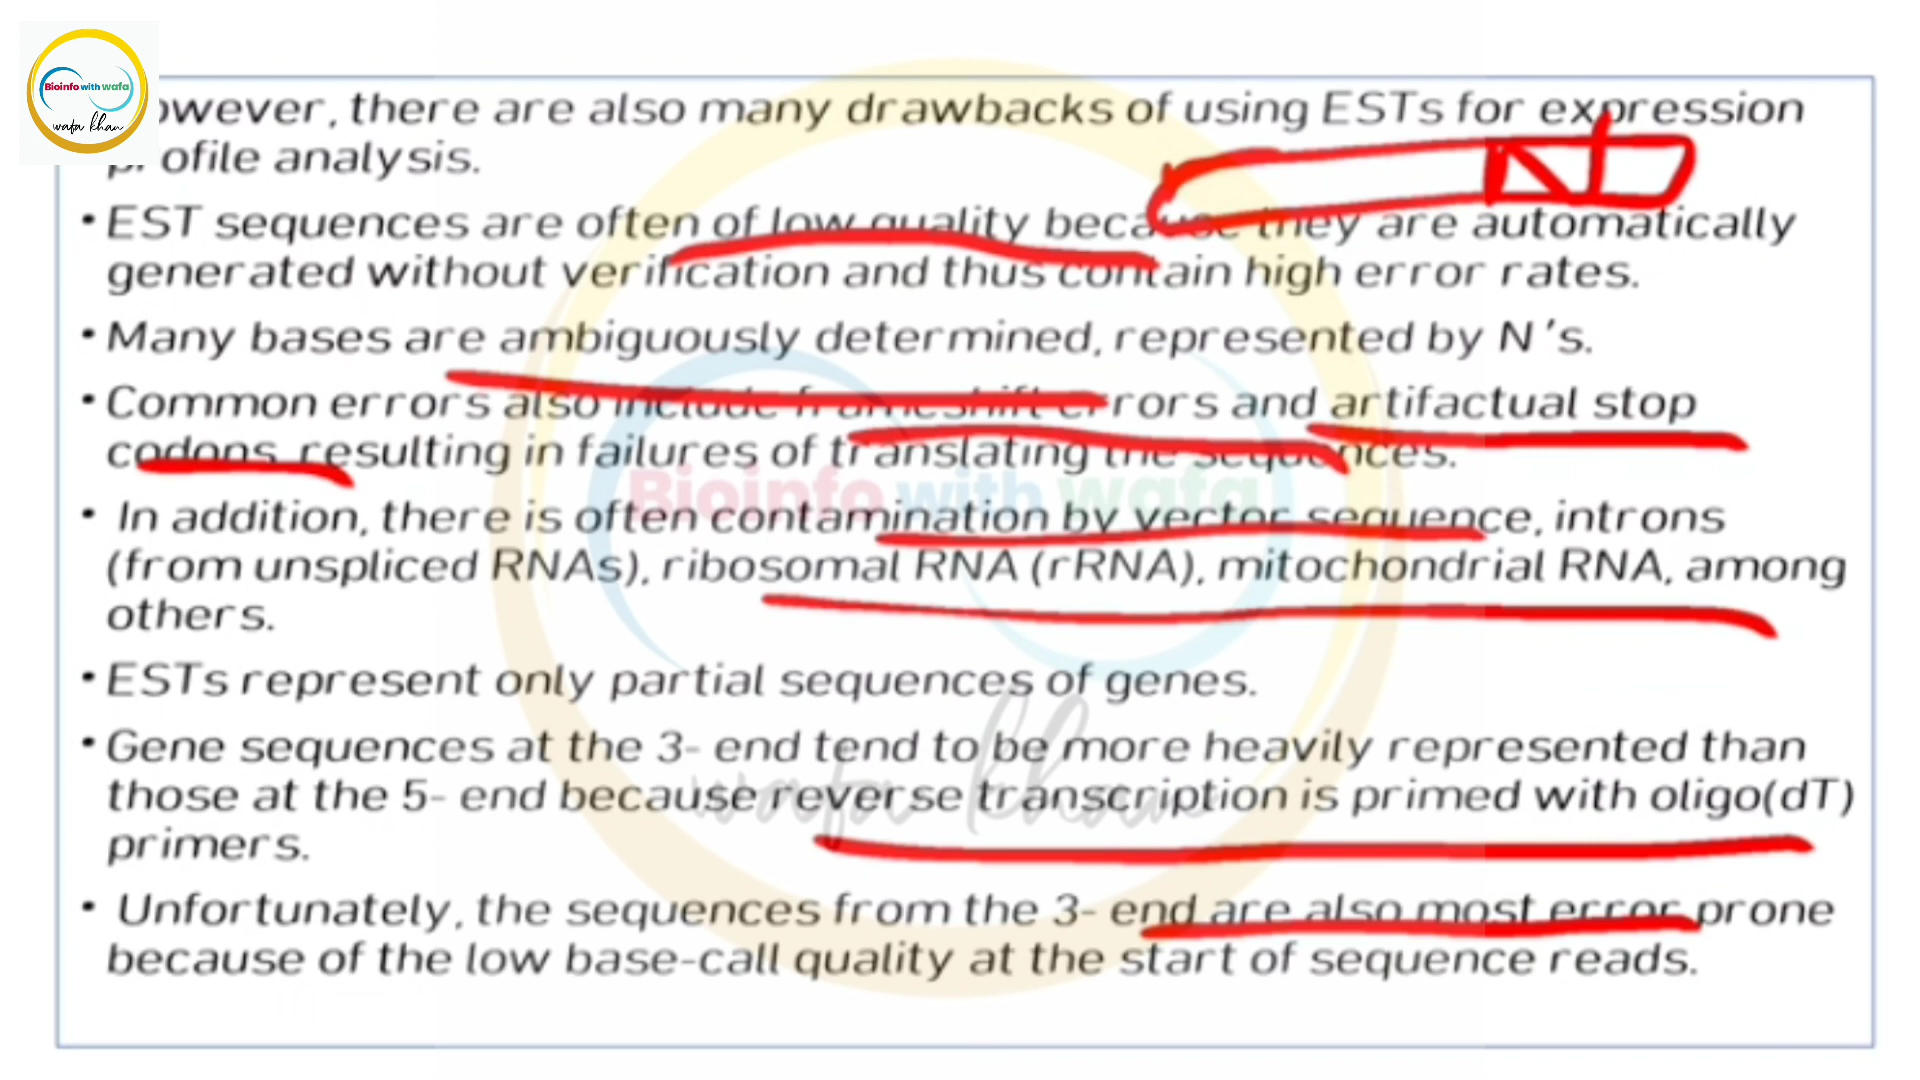 Bioinfo with wafa
wafa khan
However, there are also many drawbacks of using ESTs for expression
profile analysis.
N
• EST sequences are often of low quality because they are automatically
generated without verification and thus contain high error rates.
• Many bases are ambiguously determined, represented by N's.
• Common errors also include frameshift errors and artifactual stop
codons, resulting in failures of translating the sequences.
• In addition, there is often contamination by vector sequence, introns
(from unspliced RNAs), ribosomal RNA (rRNA), mitochondrial RNA, among
others.
Bioinfo with wafa
• ESTs represent only partial sequences of genes.
• Gene sequences at the 3- end tend to be more heavily represented than
those at the 5- end because reverse transcription is primed with oligo(dT)
primers.
wafa khan
• Unfortunately, the sequences from the 3- end are also most error prone
because of the low base-call quality at the start of sequence reads.